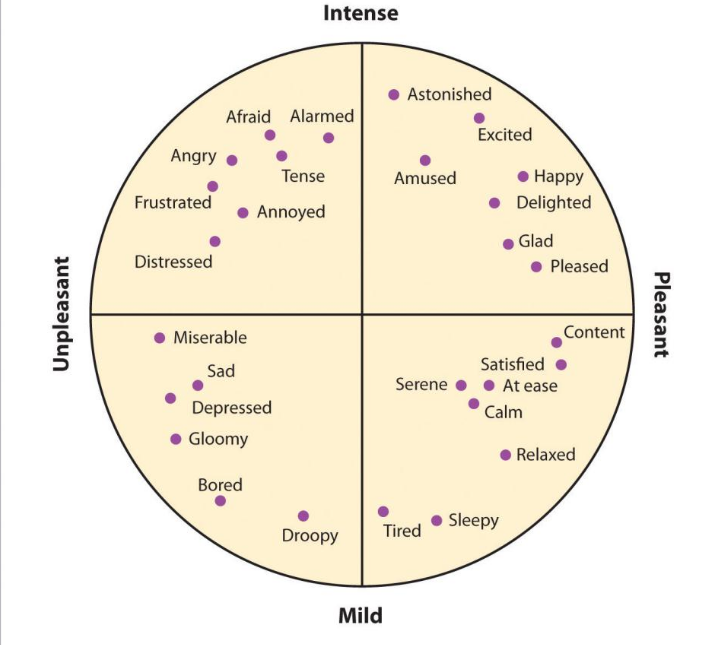 Intense
Astonished
Afraid
Alarmed
Excited
Angry
Tense
Amused
Happy
Frustrated
Annoyed
Delighted
Glad
Distressed
Pleased
Unpleasant
Pleasant
Miserable
Content
Sad
Satisfied
Serene
At ease
Depressed
Calm
Gloomy
Relaxed
Bored
Sleepy
Tired
Droopy
Mild